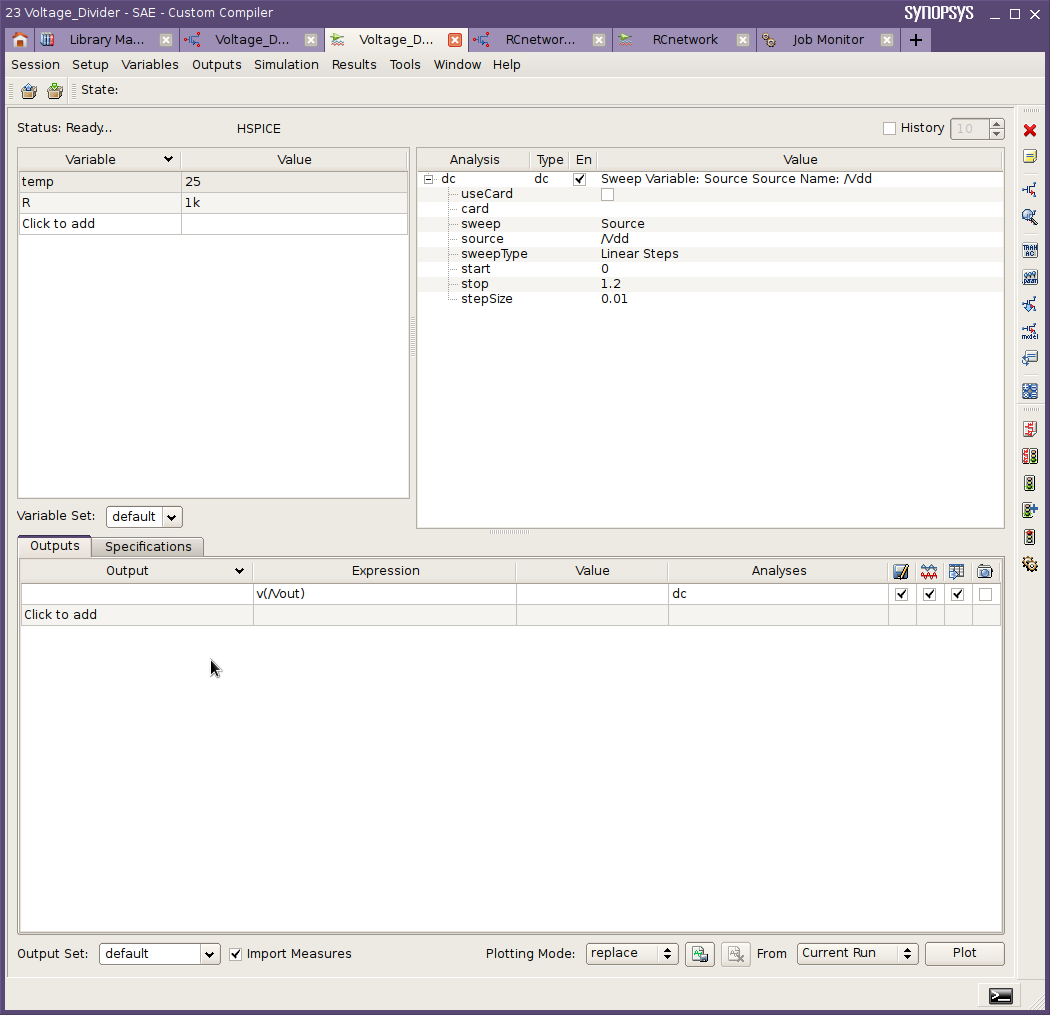 23 Voltage_Divider - SAE - Custom Compiler
SYNOPSYS
Library Ma...
Voltage_D...
Voltage_D...
RCnetwor...
RCnetwork
Job Monitor
Session Setup Variables Outputs Simulation Results Tools Window Help
State:
Status: Ready...
HSPICE
History
10
Variable Value
temp 25
R 1k
Click to add
Analysis Type En Value
dc dc Sweep Variable: Source Source Name: /Vdd
useCard
card
sweep Source
source /Vdd
sweepType Linear Steps
start 0
stop 1.2
stepSize 0.01
Variable Set: default
Outputs Specifications
Output Expression Value Analyses
v(/Vout) dc
Click to add
Output Set: default Import Measures Plotting Mode: replace From Current Run Plot